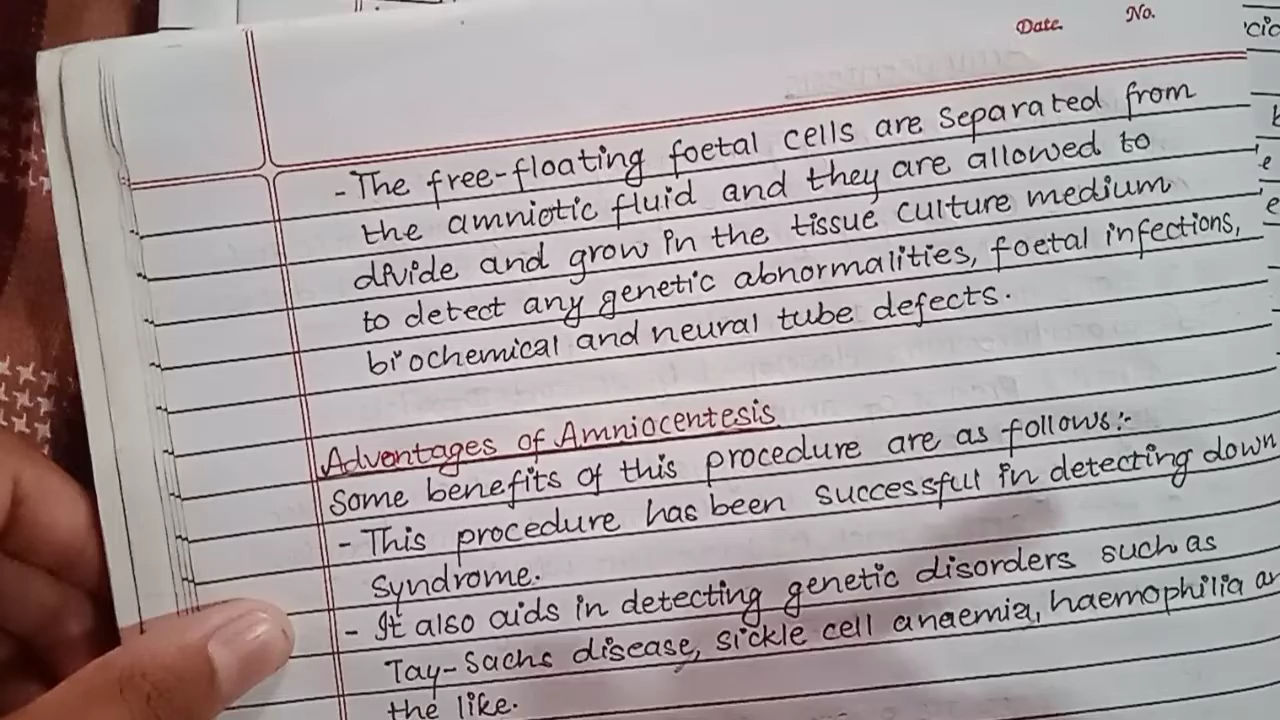 Date No.
- The free-floating foetal cells are separated from
the amniotic fluid and they are allowed to
divide and grow in the tissue culture medium
to detect any genetic abnormalities, foetal infections,
biochemical and neural tube defects.
Advantages of Amniocentesis
Some benefits of this procedure are as follows:-
- This procedure has been successful in detecting down
syndrome.
- It also aids in detecting genetic disorders such as
Tay-Sachs disease, sickle cell anaemia, haemophilia
the like.